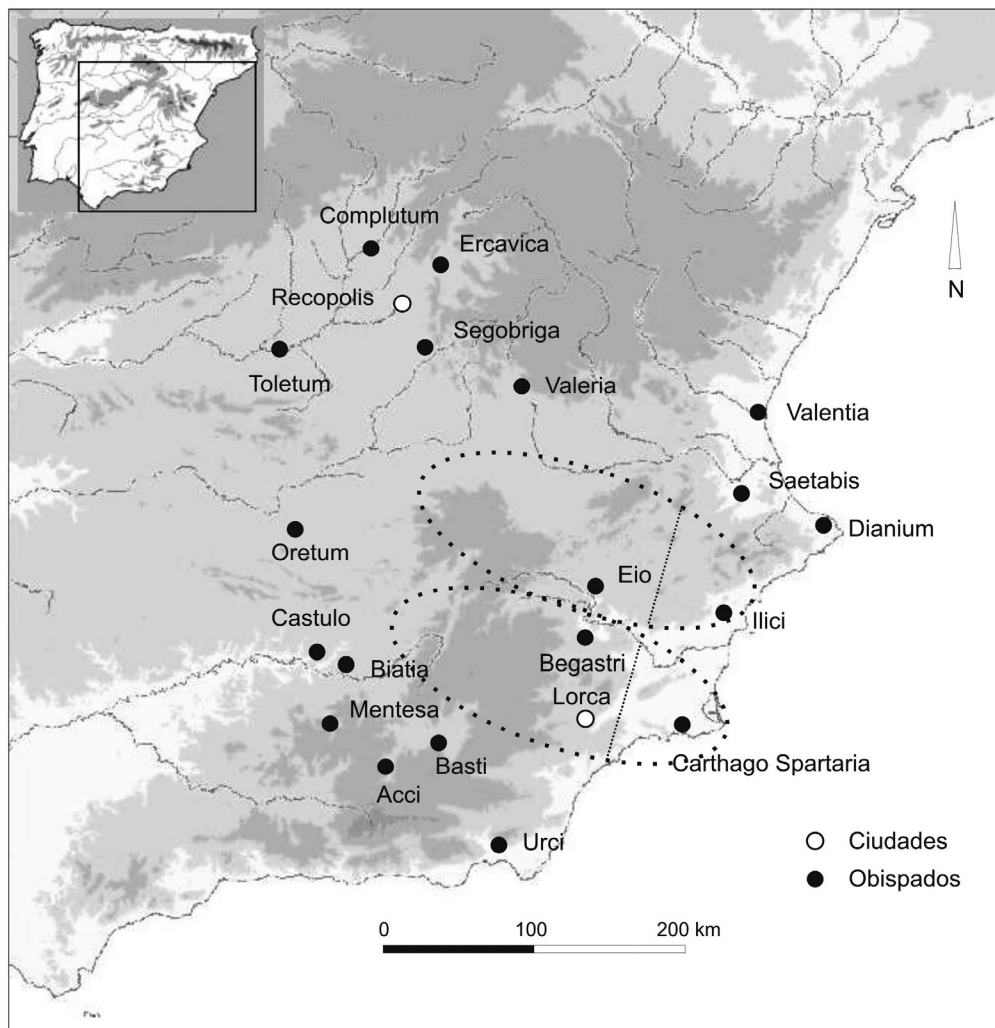 Complutum
Ercavica
Recopolis
N
Segobriga
Toletum
Valeria
Valentia
Saetabis
Dianium
Oretum
Eio
Castulo
Ilici
Biatia
Begastri
Lorca
Mentesa
Basti
Carthago Spartaria
Acci
Urci
Ciudades
Obispados
0 100 200 km